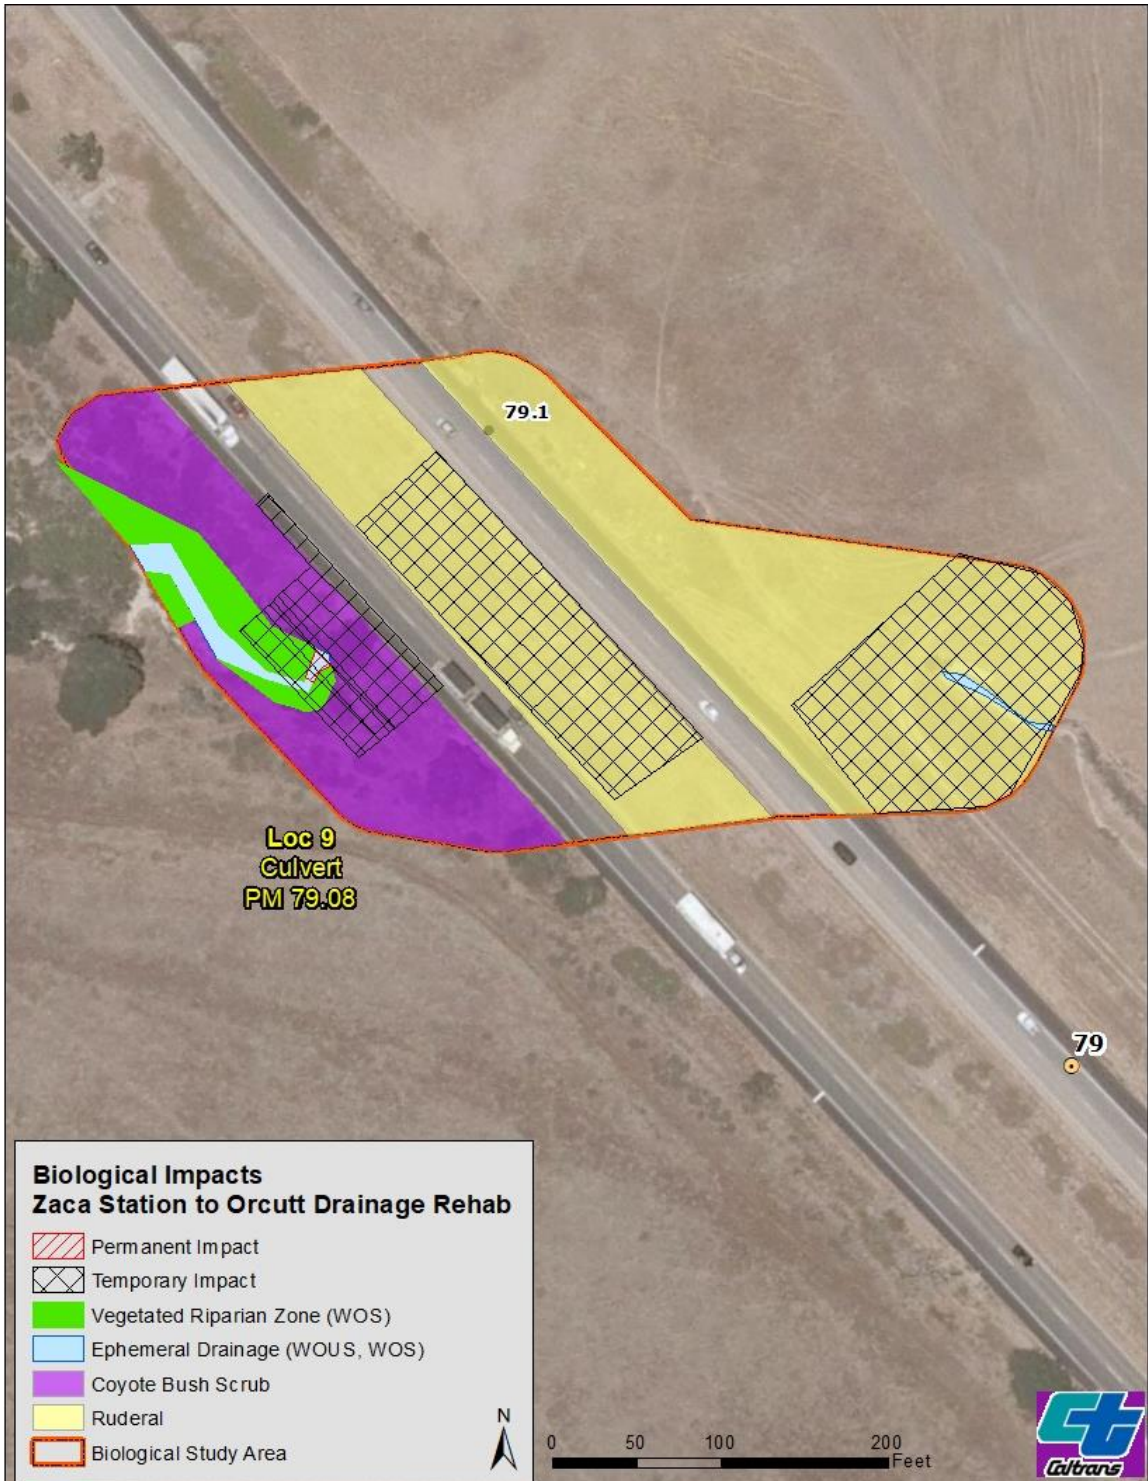 79.1
Loc 9
Culvert
PM 79.08
79
Biological Impacts
Zaca Station to Orcutt Drainage Rehab
Permanent Impact
Temporary Impact
Vegetated Riparian Zone (WOS)
Ephemeral Drainage (WOUS, WOS)
Coyote Bush Scrub
Ruderal
Biological Study Area
N
0 50 100 200
Feet
Ct
Caltrans